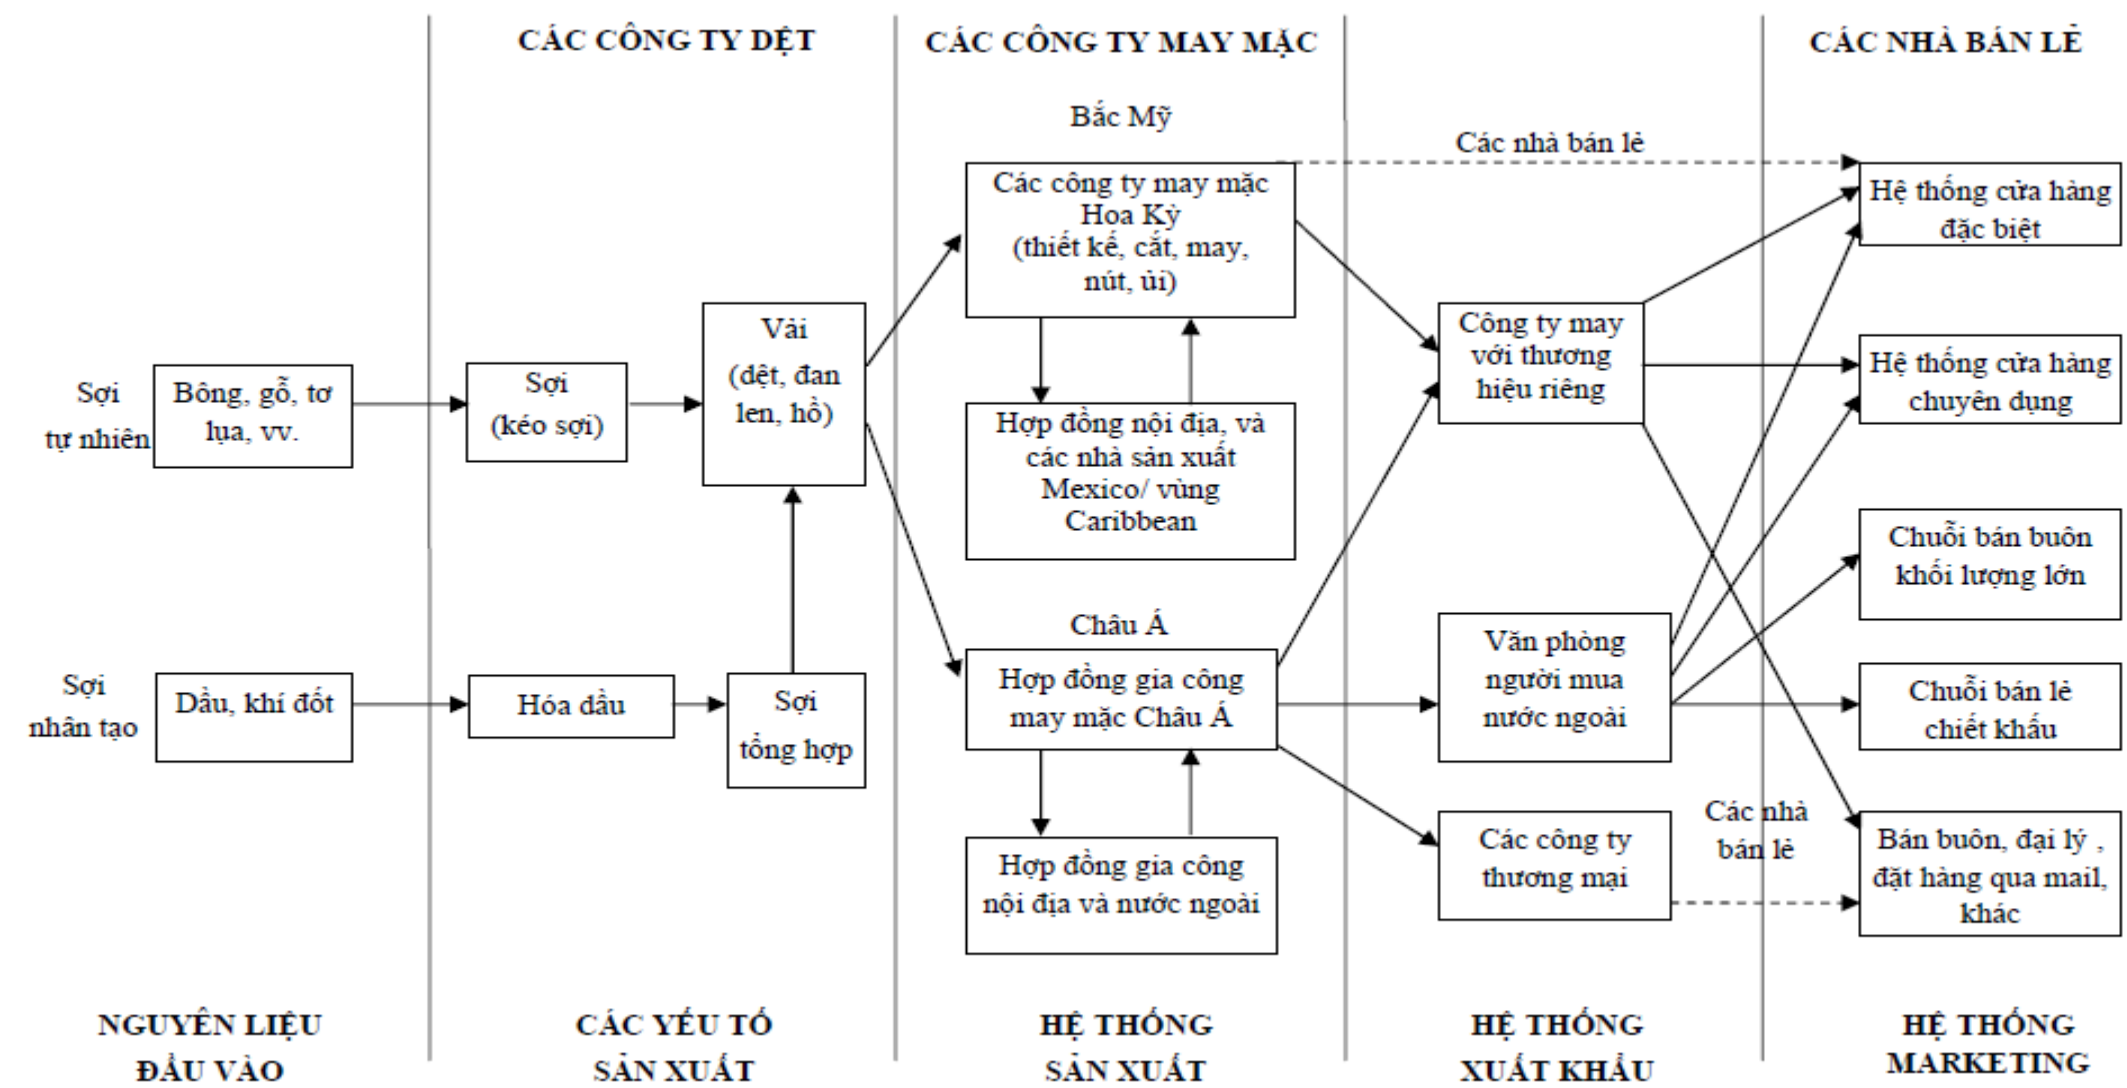 CÁC CÔNG TY DỆT
CÁC CÔNG TY MAY MẶC
CÁC NHÀ BÁN LẺ
Sợi
tự nhiên
Bông, gỗ, tơ
lụa, vv.
Sợi
nhân tạo
Dầu, khí đốt
Sợi
(kéo sợi)
Vải
(dệt, đan
len, hồ)
Hóa dầu
Sợi
tổng hợp
Bắc Mỹ
Các công ty may mặc
Hoa Kỳ
(thiết kế, cắt, may,
nút, ủi)
Hợp đồng nội địa, và
các nhà sản xuất
Mexico/ vùng
Caribbean
Châu Á
Hợp đồng gia công
may mặc Châu Á
Hợp đồng gia công
nội địa và nước ngoài
Các nhà bán lẻ
Công ty may
với thương
hiệu riêng
Văn phòng
người mua
nước ngoài
Các công ty
thương mại
Các nhà
bán lẻ
Hệ thống cửa hàng
đặc biệt
Hệ thống cửa hàng
chuyên dụng
Chuỗi bán buôn
khối lượng lớn
Chuỗi bán lẻ
chiết khấu
Bán buôn, đại lý ,
đặt hàng qua mail,
khác
NGUYÊN LIỆU
ĐẦU VÀO
CÁC YẾU TỐ
SẢN XUẤT
HỆ THỐNG
SẢN XUẤT
HỆ THỐNG
XUẤT KHẨU
HỆ THỐNG
MARKETING